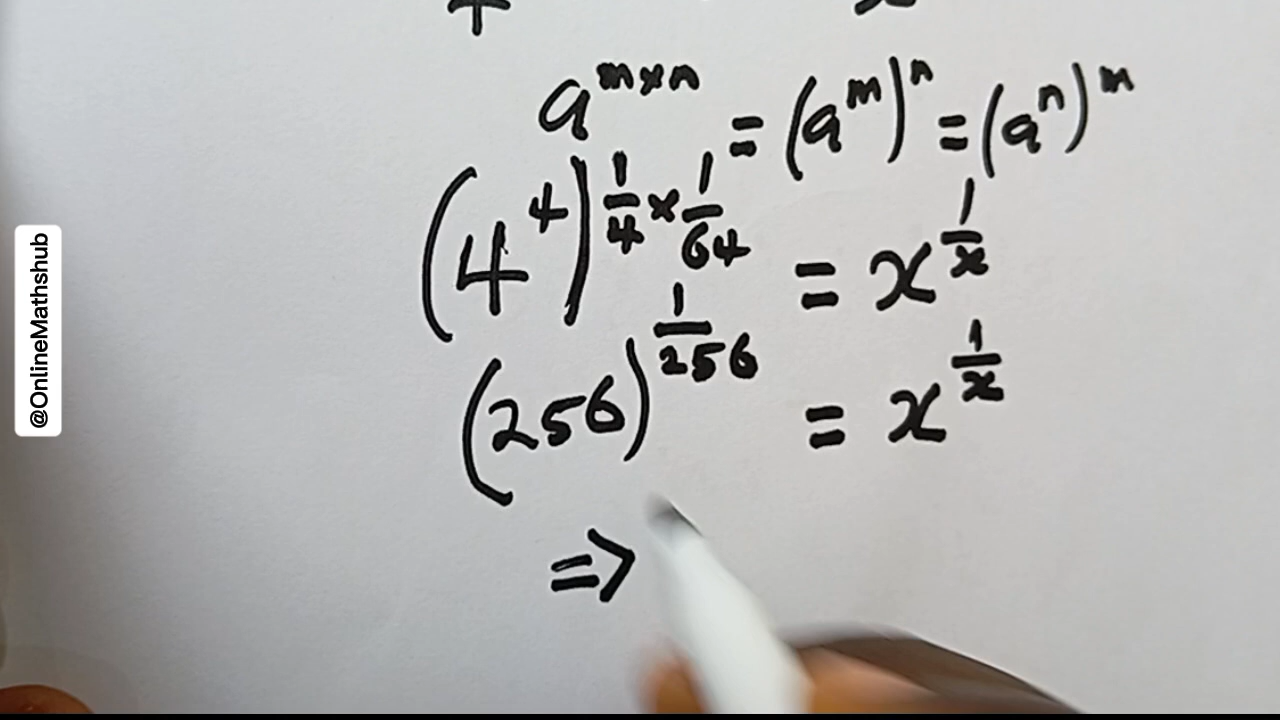 a^{m×n} = (a^m)^n = (a^n)^m
(4^4)^{1/4 × 1/64} = x^{1/x}
(256)^{1/256} = x^{1/x}
=>
@OnlineMathshub